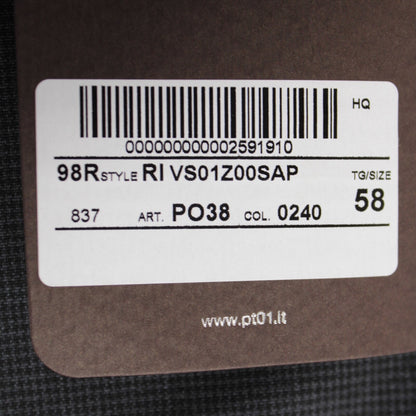 HQ
000000000002591910
98R STYLE RI VS01Z00SAP TG/SIZE
837 ART. PO38 COL. 0240 58
www.pt01.it